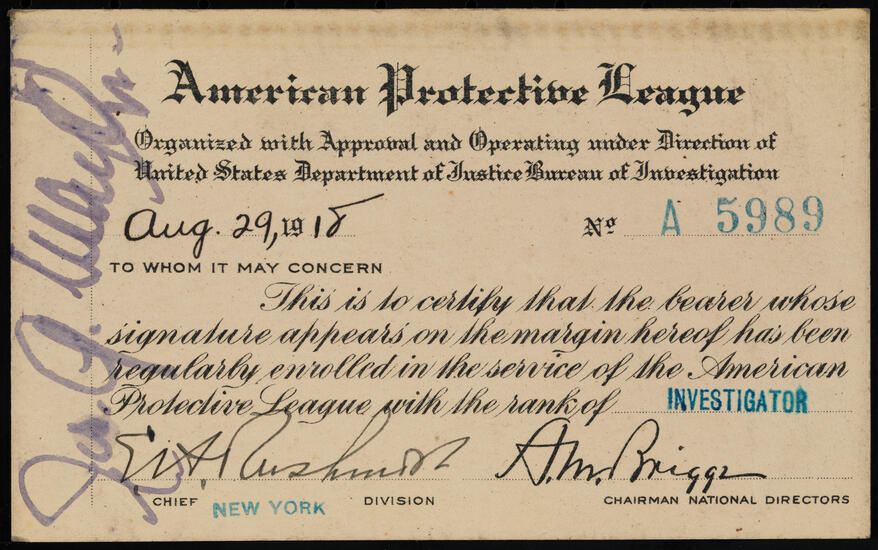 American Protective League
Organized with Approval and Operating under Direction of
United States Department of Justice Bureau of Investigation
Aug. 29, 1918
No A 5989
TO WHOM IT MAY CONCERN
This is to certify that the bearer whose
signature appears on the margin hereof has been
regularly enrolled in the service of the American
Protective League with the rank of INVESTIGATOR
A. M. Briggs
CHIEF NEW YORK DIVISION
CHAIRMAN NATIONAL DIRECTORS